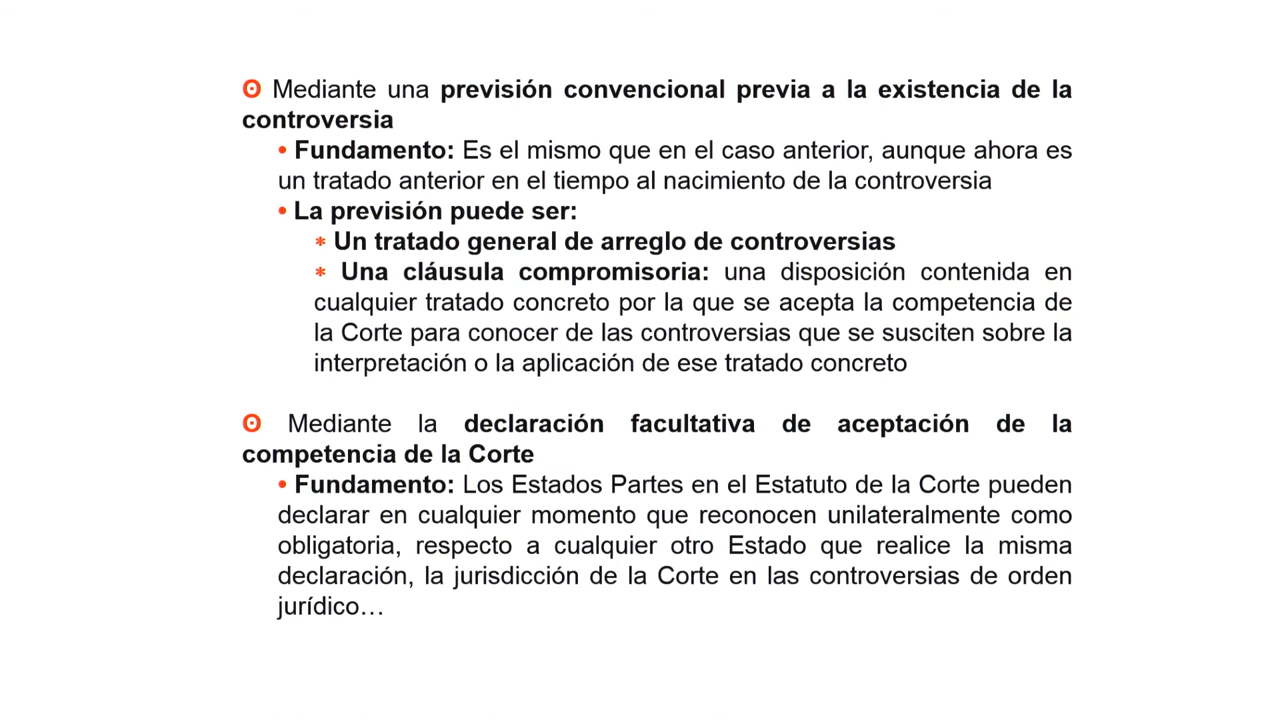 ʘ Mediante una previsión convencional previa a la existencia de la
controversia
• Fundamento: Es el mismo que en el caso anterior, aunque ahora es
un tratado anterior en el tiempo al nacimiento de la controversia
• La previsión puede ser:
* Un tratado general de arreglo de controversias
* Una cláusula compromisoria: una disposición contenida en
cualquier tratado concreto por la que se acepta la competencia de
la Corte para conocer de las controversias que se susciten sobre la
interpretación o la aplicación de ese tratado concreto
ʘ Mediante la declaración facultativa de aceptación de la
competencia de la Corte
• Fundamento: Los Estados Partes en el Estatuto de la Corte pueden
declarar en cualquier momento que reconocen unilateralmente como
obligatoria, respecto a cualquier otro Estado que realice la misma
declaración, la jurisdicción de la Corte en las controversias de orden
jurídico…